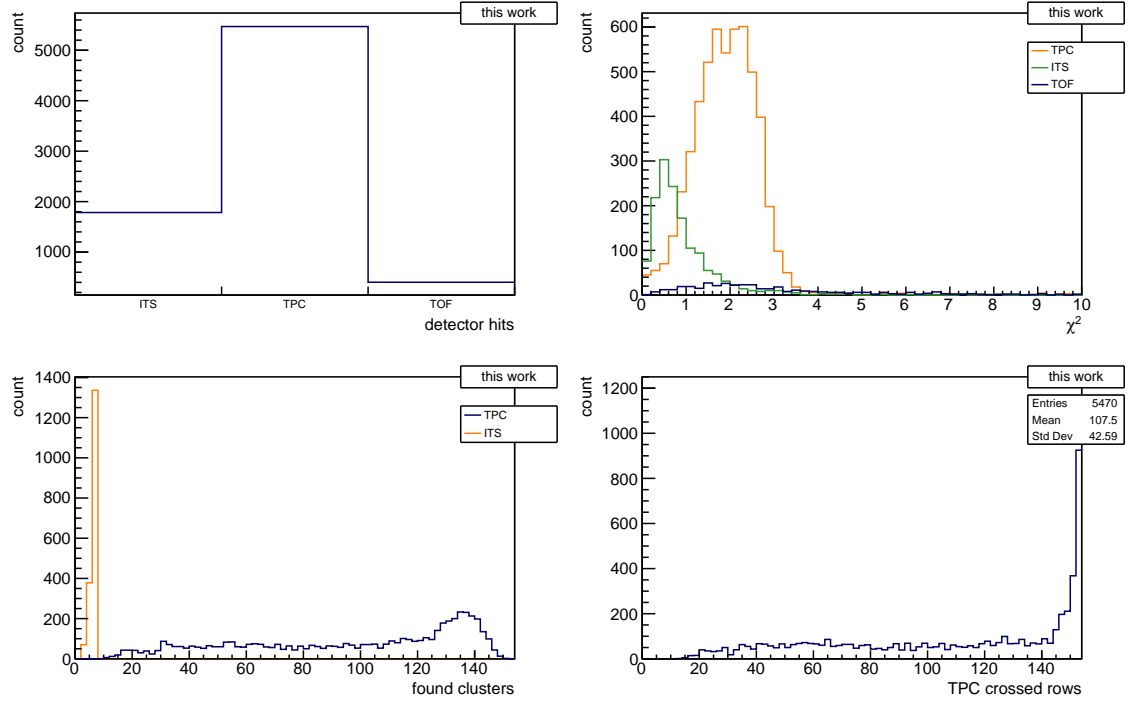 this work
count
5000
4000
3000
2000
1000
ITS TPC TOF
detector hits
this work
count
TPC
ITS
TOF
600
500
400
300
200
100
0
0 1 2 3 4 5 6 7 8 9 10
χ²
this work
count
TPC
ITS
1400
1200
1000
800
600
400
200
0
0 20 40 60 80 100 120 140
found clusters
this work
count
Entries 5470
Mean 107.5
Std Dev 42.59
1200
1000
800
600
400
200
0
0 20 40 60 80 100 120 140
TPC crossed rows